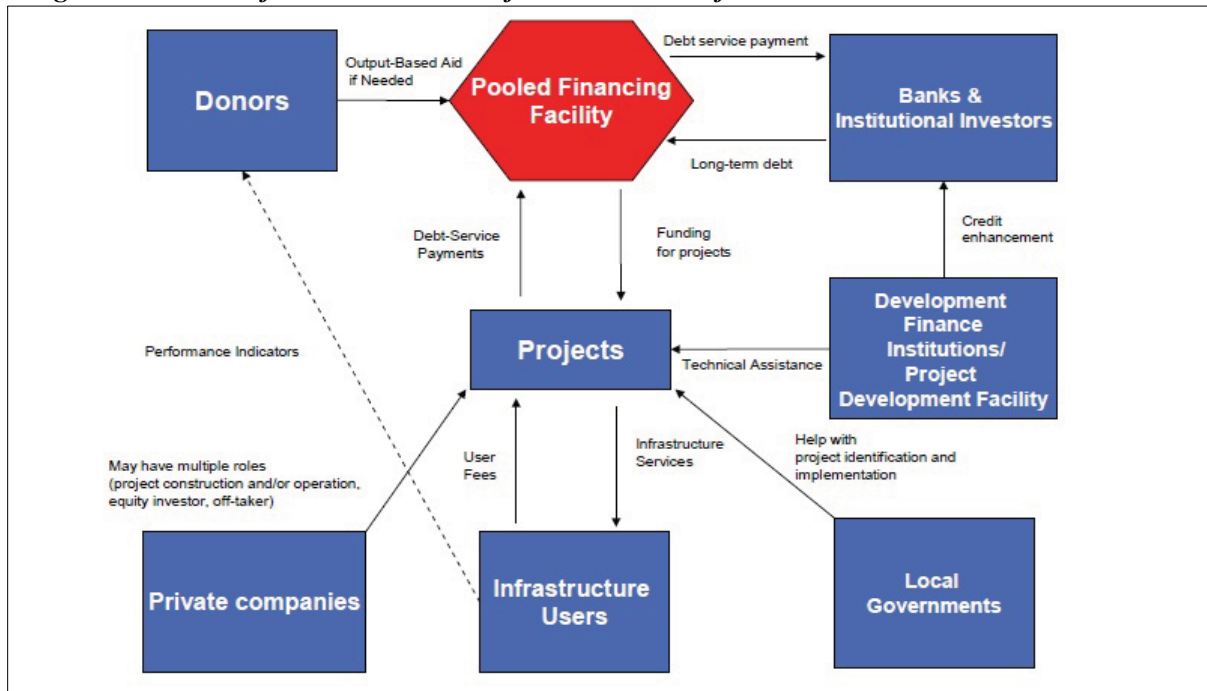 Debt service payment
Output-Based Aid
if Needed
Donors
Pooled Financing
Facility
Banks &
Institutional Investors
Long-term debt
Debt-Service
Payments
Funding
for projects
Credit
enhancement
Development
Finance
Institutions/
Project
Development Facility
Projects
Technical Assistance
Performance Indicators
May have multiple roles
(project construction and/or operation,
equity investor, off-taker)
User
Fees
Infrastructure
Services
Help with
project identification and
implementation
Private companies
Infrastructure
Users
Local
Governments